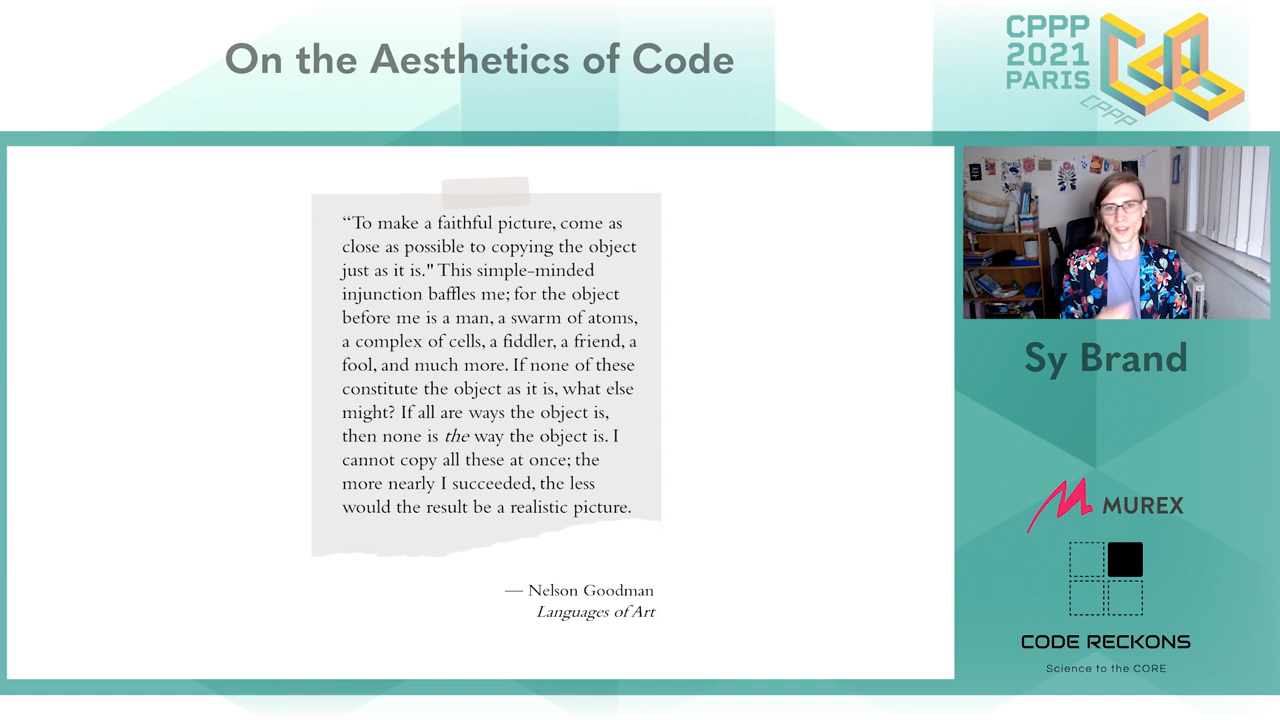 On the Aesthetics of Code
CPPP
2021
PARIS
CPPP
“To make a faithful picture, come as
close as possible to copying the object
just as it is." This simple-minded
injunction baffles me; for the object
before me is a man, a swarm of atoms,
a complex of cells, a fiddler, a friend, a
fool, and much more. If none of these
constitute the object as it is, what else
might? If all are ways the object is,
then none is the way the object is. I
cannot copy all these at once; the
more nearly I succeeded, the less
would the result be a realistic picture.
— Nelson Goodman
Languages of Art
Sy Brand
MUREX
CODE RECKONS
Science to the CORE